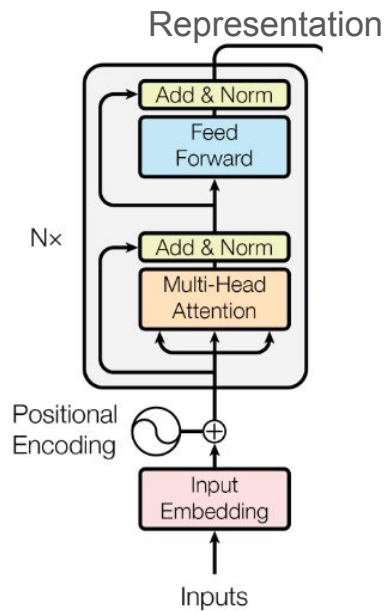 Representation
Add & Norm
Feed
Forward
N×
Add & Norm
Multi-Head
Attention
Positional
Encoding
Input
Embedding
Inputs